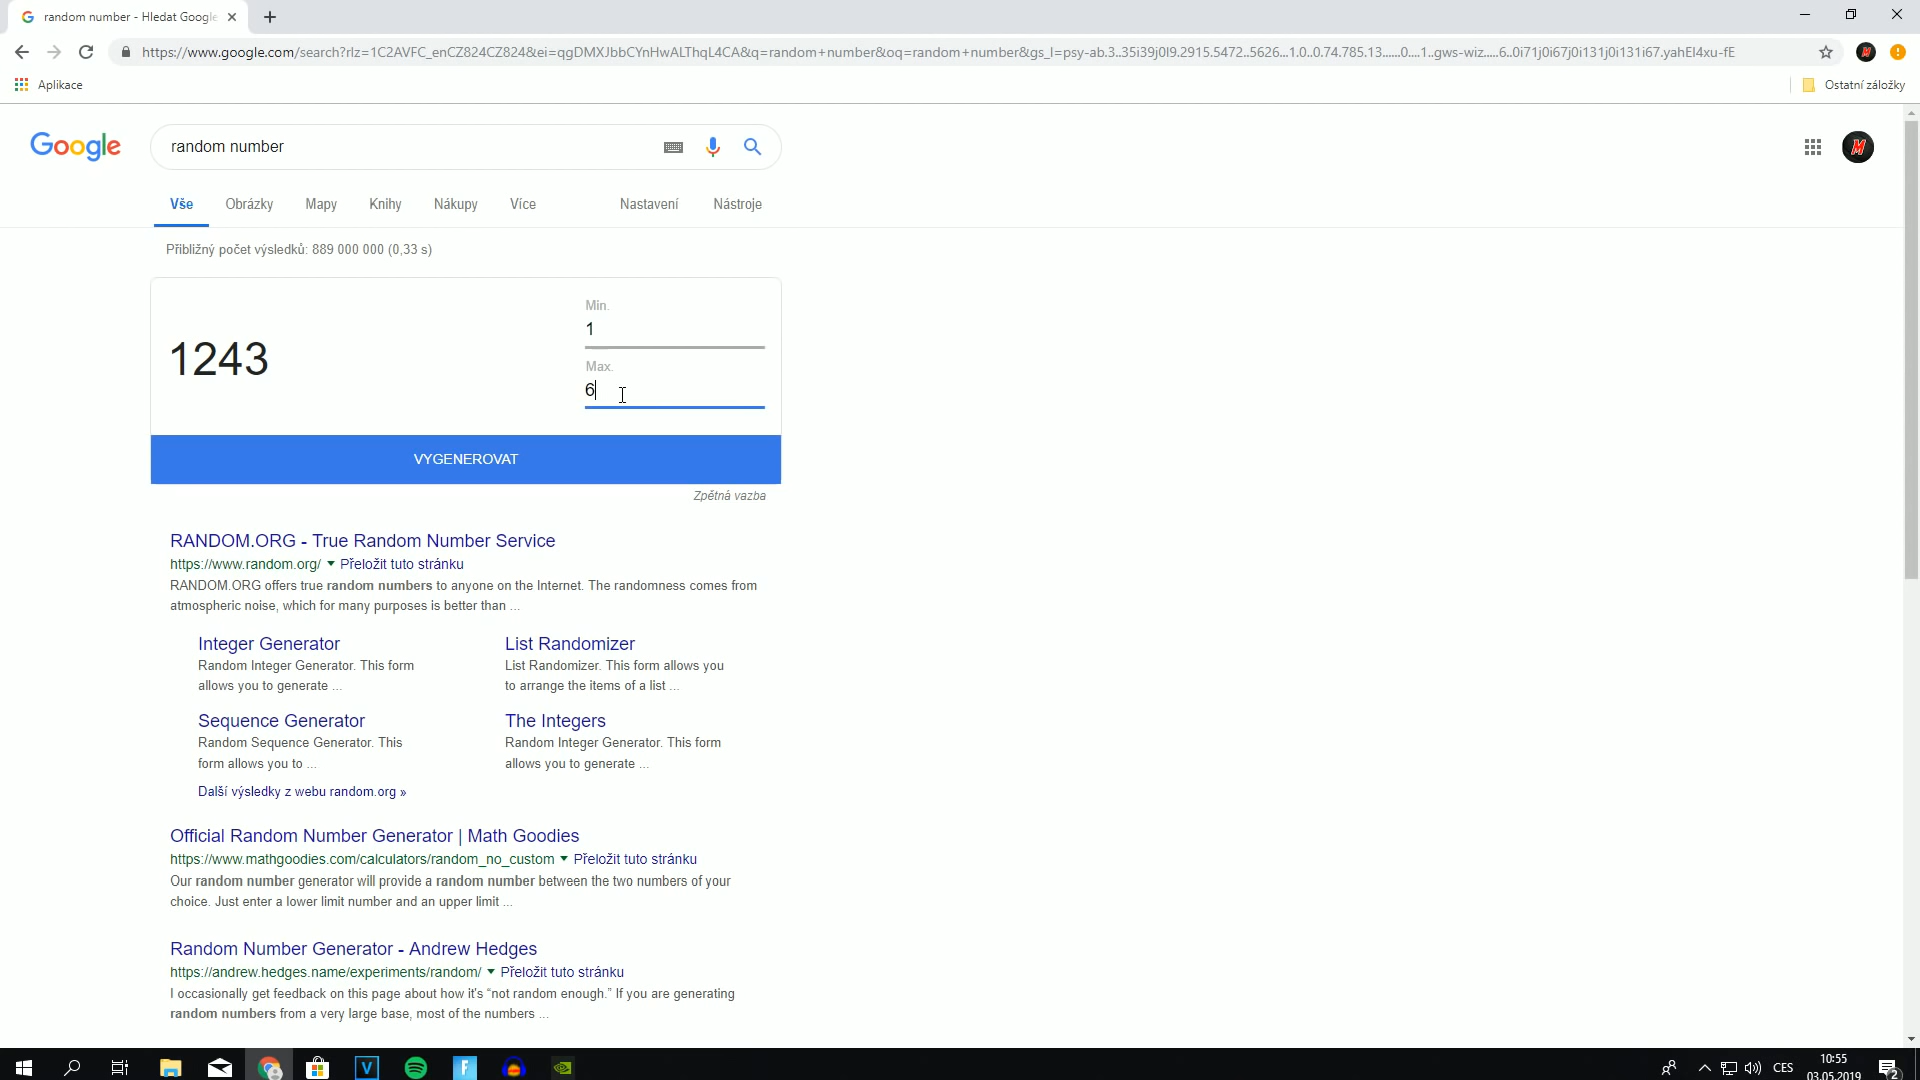 random number - Hledat Google
https://www.google.com/search?rlz=1C2AVFC_enCZ824CZ824&ei=qgDMXJbbCYnHwALThqL4CA&q=random+number&oq=random+number&gs_l=psy-ab.3..35i39j0l9.2915.5472..5626...1.0..0.74.785.13......0....1..gws-wiz.....6..0i71j0i67j0i131j0i131i67.yahEl4xu-fE
Aplikace
Ostatní záložky
Google
random number
M
Vše Obrázky Mapy Knihy Nákupy Více Nastavení Nástroje
Přibližný počet výsledků: 889 000 000 (0,33 s)
Min.
1
1243
Max.
6
VYGENEROVAT
Zpětná vazba
RANDOM.ORG - True Random Number Service
https://www.random.org/ Přeložit tuto stránku
RANDOM.ORG offers true random numbers to anyone on the Internet. The randomness comes from
atmospheric noise, which for many purposes is better than ...
Integer Generator
Random Integer Generator. This form
allows you to generate ...
List Randomizer
List Randomizer. This form allows you
to arrange the items of a list ...
Sequence Generator
Random Sequence Generator. This
form allows you to ...
The Integers
Random Integer Generator. This form
allows you to generate ...
Další výsledky z webu random.org »
Official Random Number Generator | Math Goodies
https://www.mathgoodies.com/calculators/random_no_custom Přeložit tuto stránku
Our random number generator will provide a random number between the two numbers of your
choice. Just enter a lower limit number and an upper limit ...
Random Number Generator - Andrew Hedges
https://andrew.hedges.name/experiments/random/ Přeložit tuto stránku
I occasionally get feedback on this page about how it's “not random enough.” If you are generating
random numbers from a very large base, most of the numbers ...
CES
10:55
03.05.2019
2